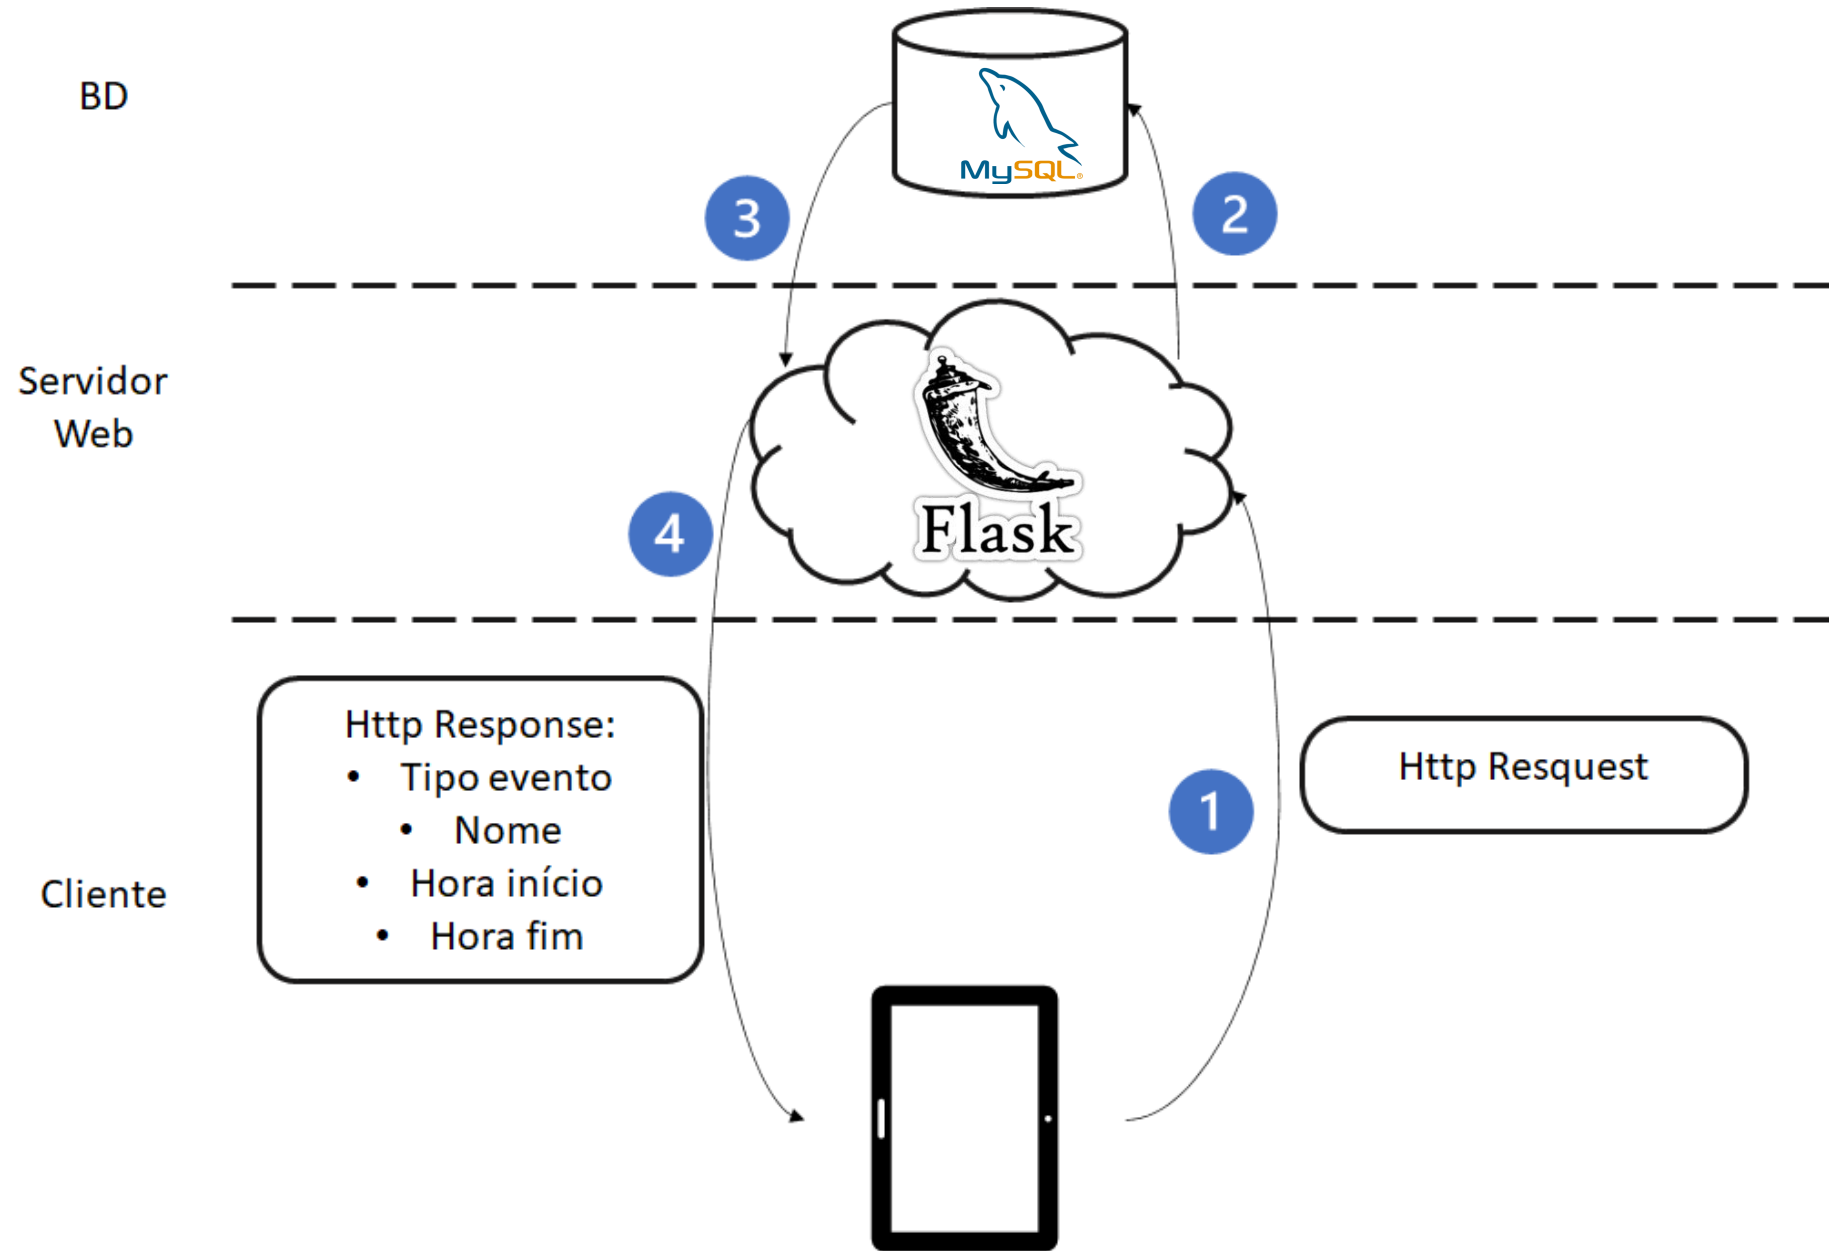 BD
MySQL®
3
2
Servidor
Web
Flask
4
Http Response:
• Tipo evento
• Nome
• Hora início
• Hora fim
Http Resquest
1
Cliente